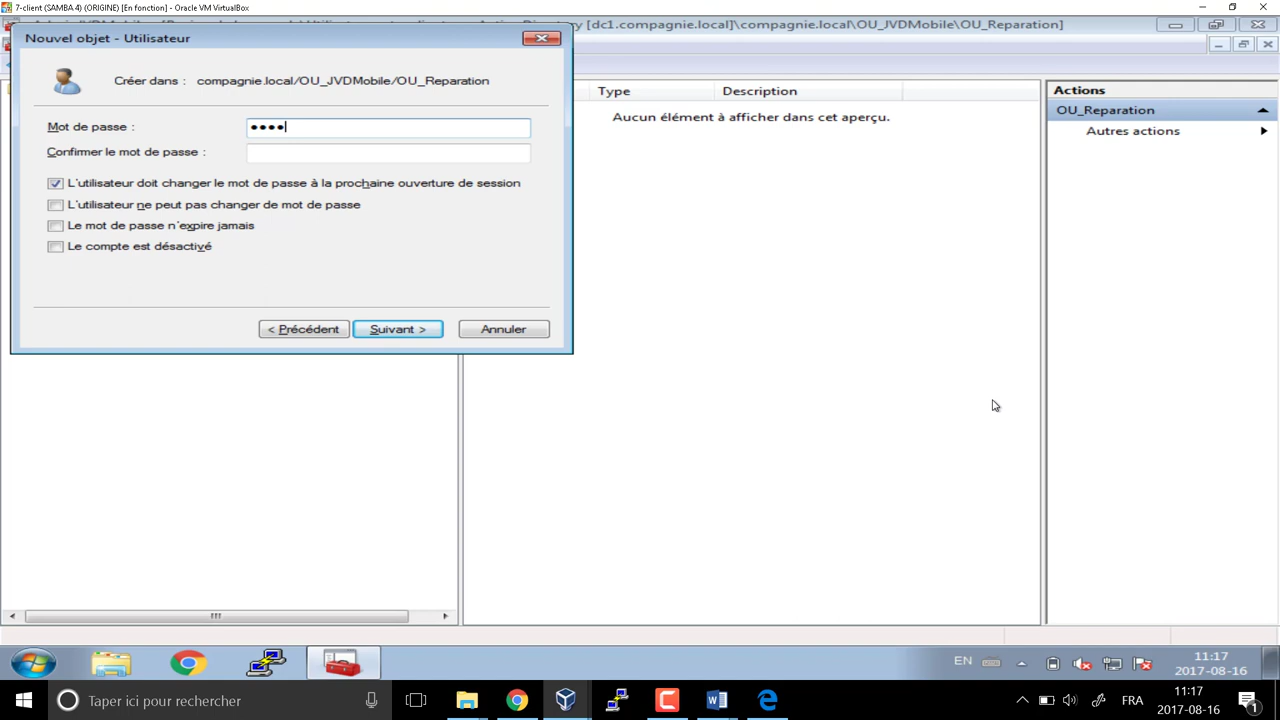 7-client (SAMBA 4) (ORIGINE) [En fonction] - Oracle VM VirtualBox
[dc1.compagnie.local]\compagnie.local\OU_JVDMobile\OU_Reparation]
Nouvel objet - Utilisateur
Créer dans : compagnie.local/OU_JVDMobile/OU_Reparation
Mot de passe :
Confirmer le mot de passe :
L'utilisateur doit changer le mot de passe à la prochaine ouverture de session
L'utilisateur ne peut pas changer de mot de passe
Le mot de passe n'expire jamais
Le compte est désactivé
< Précédent Suivant > Annuler
Type Description
Aucun élément à afficher dans cet aperçu.
Actions
OU_Reparation
Autres actions
EN
11:17
2017-08-16
Taper ici pour rechercher
FRA
11:17
2017-08-16
1